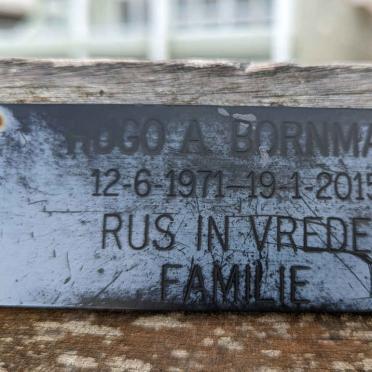 HUGO A. BORNMA
12-6-1971-19-1-2015
RUS IN VREDE
FAMILIE